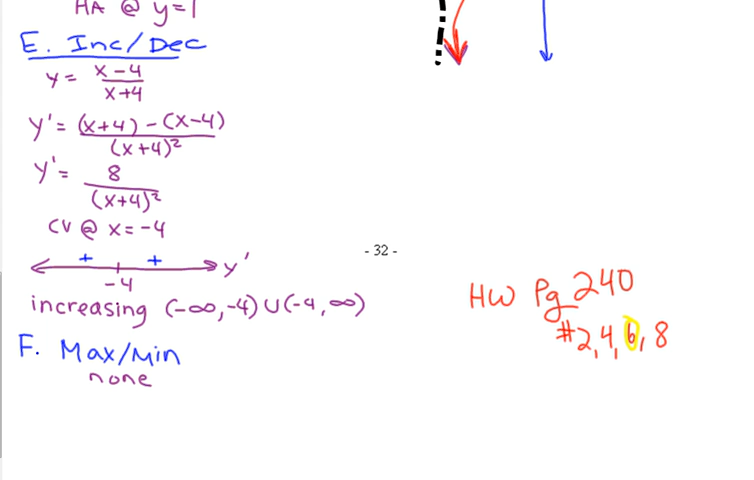 HA @ y=1
E. Inc/Dec
y = x-4 / x+4
y' = (x+4) - (x-4) / (x+4)²
y' = 8 / (x+4)²
CV @ x = -4
+ + y'
-4
increasing (-∞,-4) ∪ (-4,∞)
F. Max/Min
none
- 32 -
HW Pg 240
#2,4,6,8